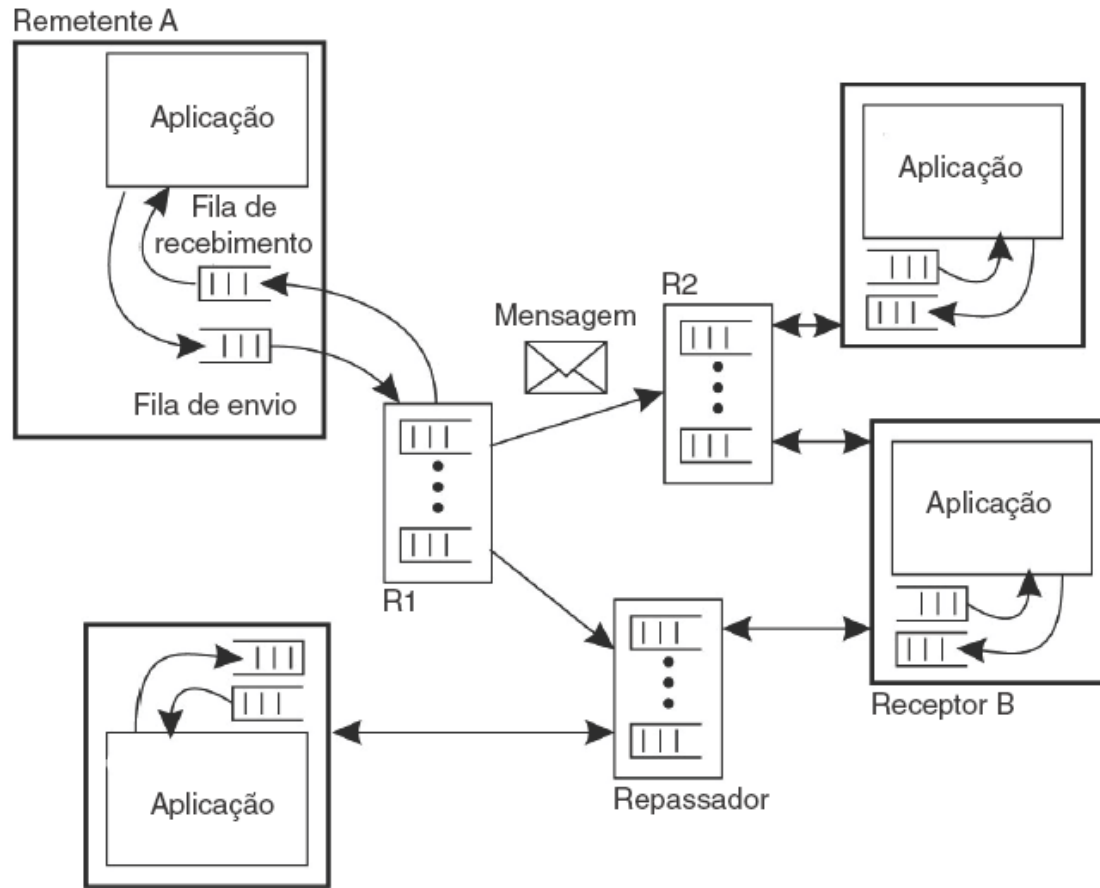 Remetente A
Aplicação
Fila de
recebimento
Fila de envio
Mensagem
R2
Aplicação
R1
Aplicação
Receptor B
Repassador
Aplicação